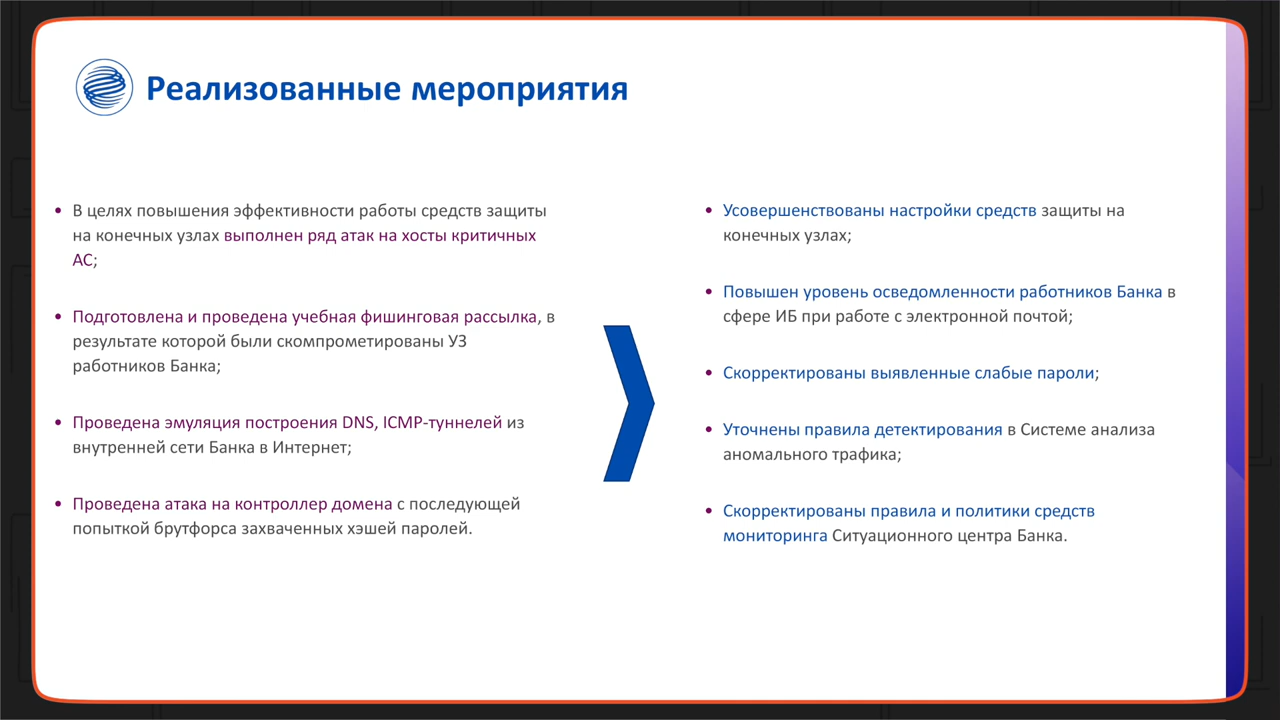 Реализованные мероприятия
• В целях повышения эффективности работы средств защиты
на конечных узлах выполнен ряд атак на хосты критичных
АС;
• Подготовлена и проведена учебная фишинговая рассылка, в
результате которой были скомпрометированы УЗ
работников Банка;
• Проведена эмуляция построения DNS, ICMP-туннелей из
внутренней сети Банка в Интернет;
• Проведена атака на контроллер домена с последующей
попыткой брутфорса захваченных хэшей паролей.
• Усовершенствованы настройки средств защиты на
конечных узлах;
• Повышен уровень осведомленности работников Банка в
сфере ИБ при работе с электронной почтой;
• Скорректированы выявленные слабые пароли;
• Уточнены правила детектирования в Системе анализа
аномального трафика;
• Скорректированы правила и политики средств
мониторинга Ситуационного центра Банка.